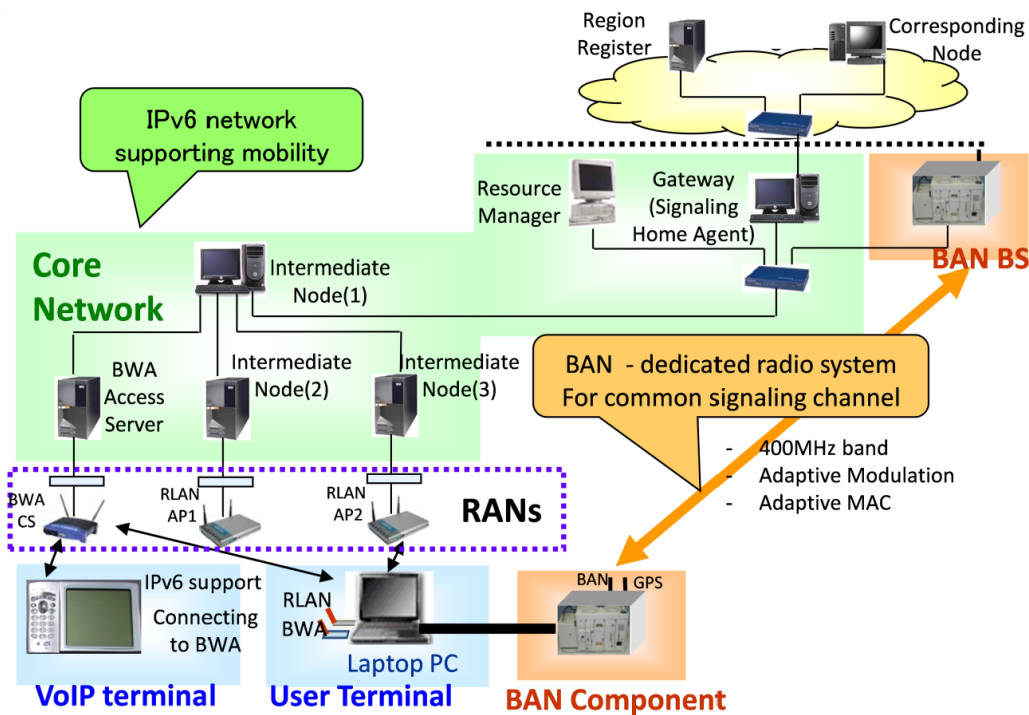 Region
Register
Corresponding
Node
IPv6 network
supporting mobility
Resource
Manager
Gateway
(Signaling
Home Agent)
BAN BS
Core
Network
Intermediate
Node(1)
BWA
Access
Server
Intermediate
Node(2)
Intermediate
Node(3)
BAN - dedicated radio system
For common signaling channel
- 400MHz band
- Adaptive Modulation
- Adaptive MAC
BWA
CS
RLAN
AP1
RLAN
AP2
RANs
IPv6 support
Connecting
to BWA
VoIP terminal
RLAN
BWA
Laptop PC
User Terminal
BAN
GPS
BAN Component